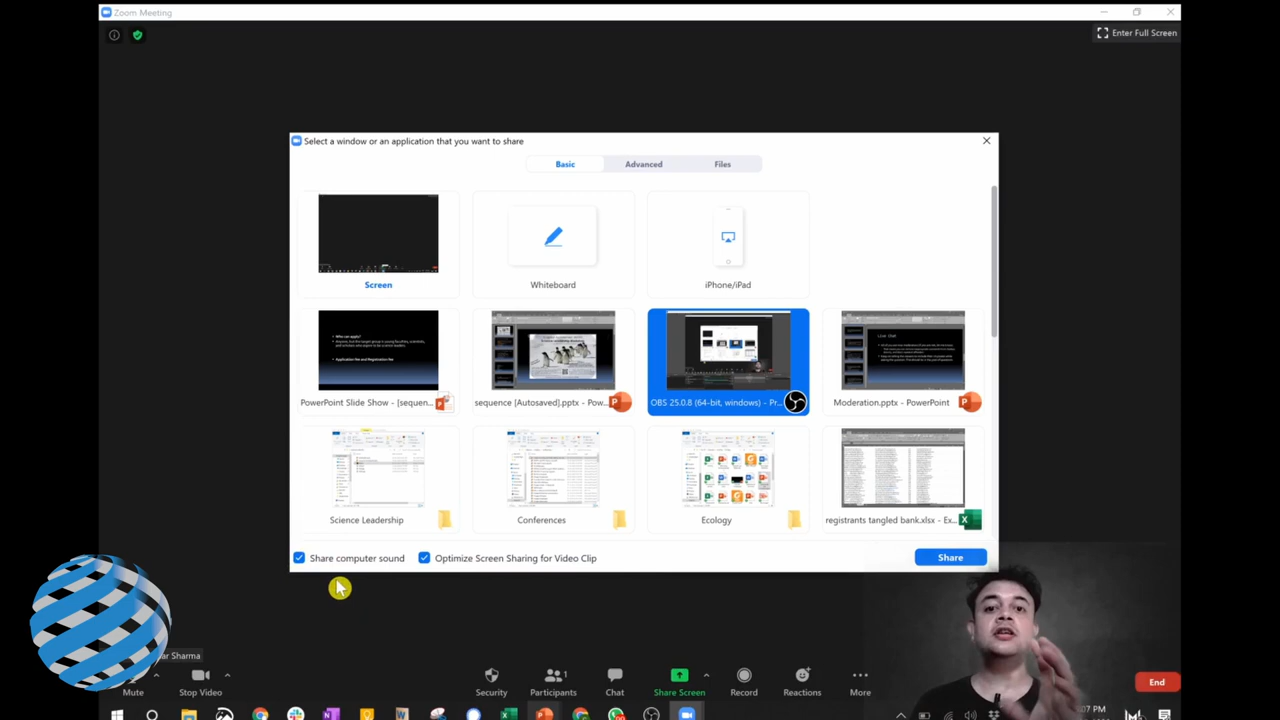 Zoom Meeting
Enter Full Screen
Select a window or an application that you want to share
Basic Advanced Files
Screen
Whiteboard
iPhone/iPad
PowerPoint Slide Show - [sequen...
sequence [Autosaved].pptx - Pow...
OBS 25.0.8 (64-bit, windows) - Pr...
Moderation.pptx - PowerPoint
Science Leadership
Conferences
Ecology
registrants tangled bank.xlsx - Ex...
Share computer sound
Optimize Screen Sharing for Video Clip
Share
ar Sharma
Mute
Stop Video
Security
Participants 1
Chat
Share Screen
Record
Reactions
More
End